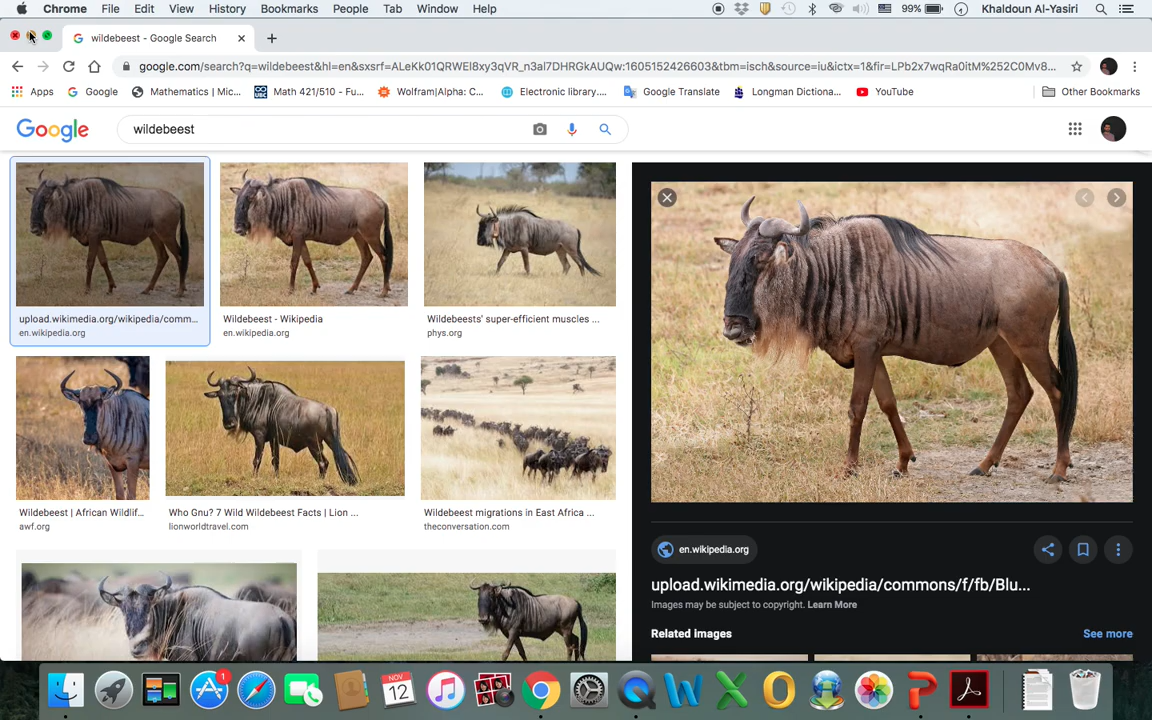 Chrome File Edit View History Bookmarks People Tab Window Help 99% Khaldoun Al-Yasiri
wildebeest - Google Search
google.com/search?q=wildebeest&hl=en&sxsrf=ALeKk01QRWEI8xy3qVR_n3al7DHRGkAUQw:1605152426603&tbm=isch&source=iu&ictx=1&fir=LPb2x7wqRa0itM%252C0Mv8...
Apps Google Mathematics | Mic... Math 421/510 - Fu... Wolfram|Alpha: C... Electronic library.... Google Translate Longman Dictiona... YouTube Other Bookmarks
Google wildebeest
upload.wikimedia.org/wikipedia/comm...
en.wikipedia.org
Wildebeest - Wikipedia
en.wikipedia.org
Wildebeests' super-efficient muscles ...
phys.org
Wildebeest | African Wildlif...
awf.org
Who Gnu? 7 Wild Wildebeest Facts | Lion ...
lionworldtravel.com
Wildebeest migrations in East Africa ...
theconversation.com
en.wikipedia.org
upload.wikimedia.org/wikipedia/commons/f/fb/Blu...
Images may be subject to copyright. Learn More
Related images See more
1
NOV
12